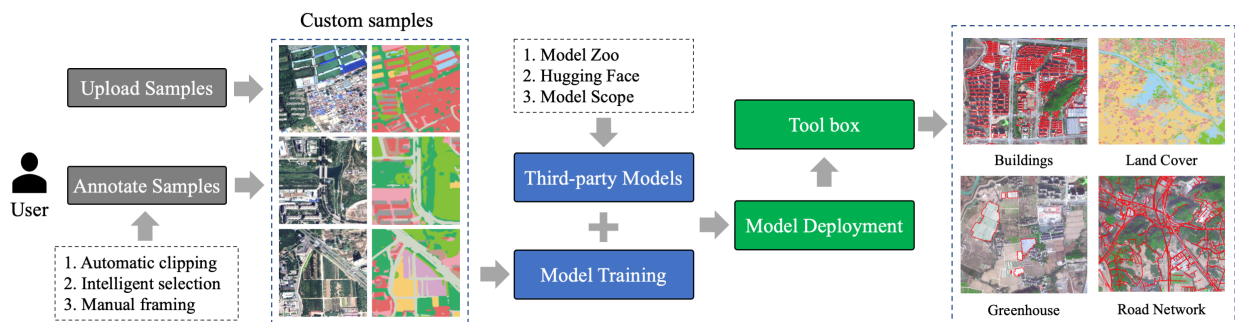 Custom samples
Upload Samples
Annotate Samples
User
1. Automatic clipping
2. Intelligent selection
3. Manual framing
1. Model Zoo
2. Hugging Face
3. Model Scope
Third-party Models
Model Training
Tool box
Model Deployment
Buildings
Land Cover
Greenhouse
Road Network